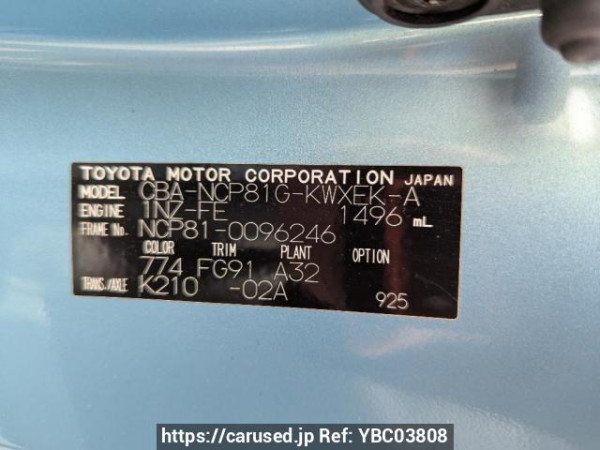 TOYOTA MOTOR CORPORATION JAPAN
MODEL CBA-NCP81G-KWXEK-A
ENGINE 1NZ-FE 1496 mL
FRAME No. NCP81-0096246
COLOR TRIM PLANT OPTION
774 FG91 A32
TRANS./AXLE K210 -02A 925
https://carused.jp Ref: YBC03808